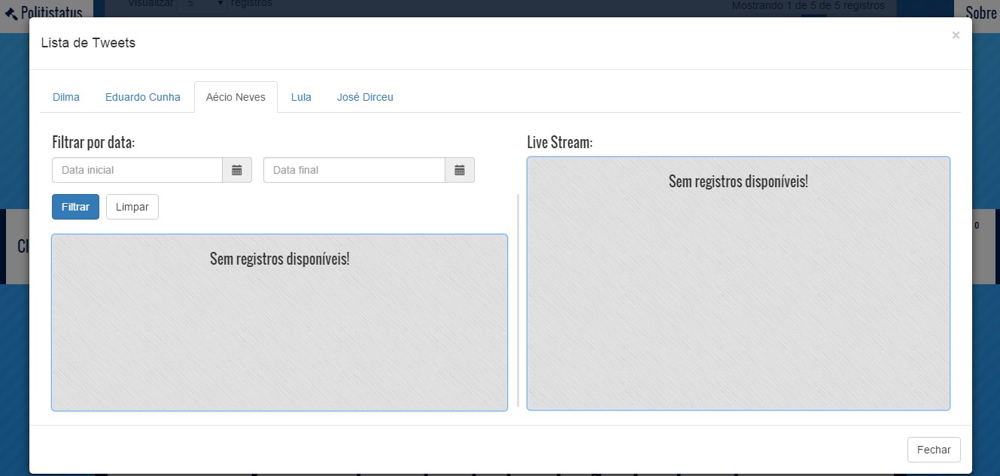 Politistatus
Visualizar 5 registros
Mostrando 1 de 5 de 5 registros
Sobre
Lista de Tweets
×
Dilma
Eduardo Cunha
Aécio Neves
Lula
José Dirceu
Filtrar por data:
Data inicial
Data final
Filtrar
Limpar
Sem registros disponíveis!
Live Stream:
Sem registros disponíveis!
Fechar